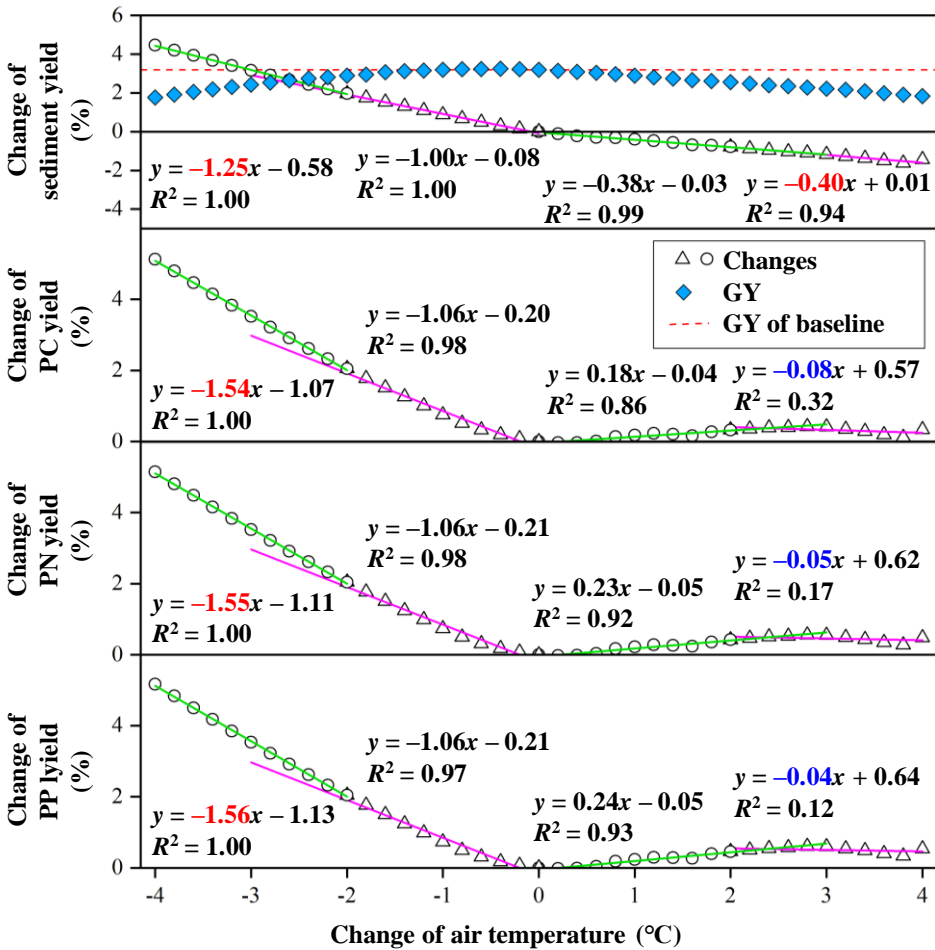 Change of
sediment yield
(%)
6
4
2
0
-2
-4
y = –1.25x – 0.58
R² = 1.00
y = –1.00x – 0.08
R² = 1.00
y = –0.38x – 0.03
R² = 0.99
y = –0.40x + 0.01
R² = 0.94
Change of
PC yield
(%)
4
2
0
Changes
GY
GY of baseline
y = –1.54x – 1.07
R² = 1.00
y = –1.06x – 0.20
R² = 0.98
y = 0.18x – 0.04
R² = 0.86
y = –0.08x + 0.57
R² = 0.32
Change of
PN yield
(%)
4
2
0
y = –1.55x – 1.11
R² = 1.00
y = –1.06x – 0.21
R² = 0.98
y = 0.23x – 0.05
R² = 0.92
y = –0.05x + 0.62
R² = 0.17
Change of
PP lyield
(%)
4
2
0
y = –1.56x – 1.13
R² = 1.00
y = –1.06x – 0.21
R² = 0.97
y = 0.24x – 0.05
R² = 0.93
y = –0.04x + 0.64
R² = 0.12
-4 -3 -2 -1 0 1 2 3 4
Change of air temperature (°C)